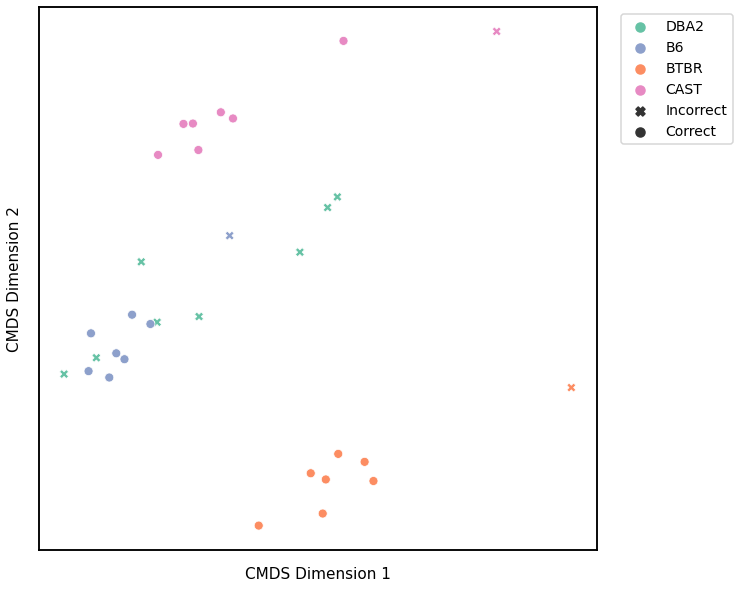 DBA2
B6
BTBR
CAST
Incorrect
Correct
CMDS Dimension 2
CMDS Dimension 1